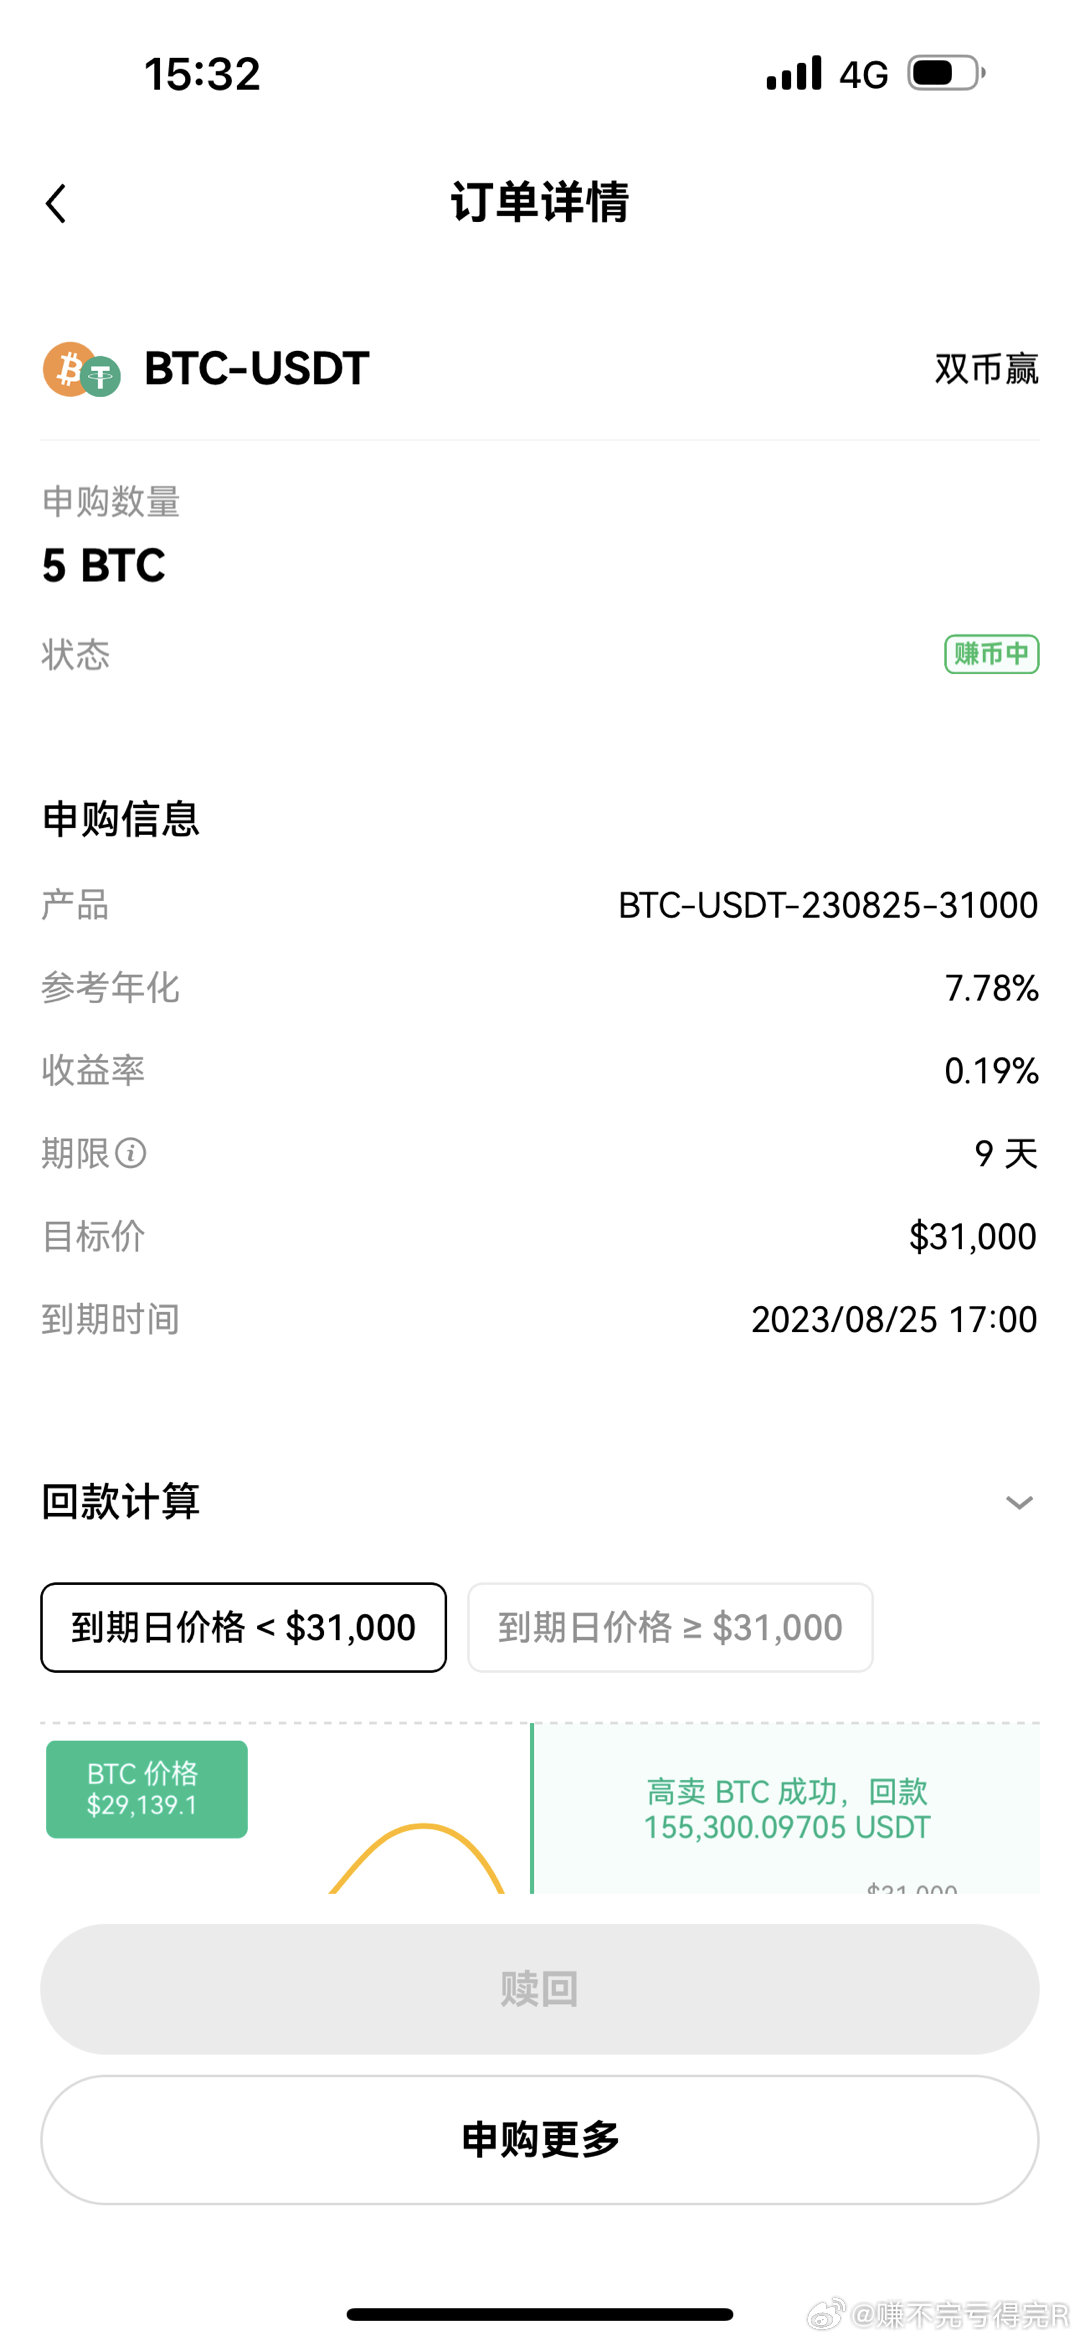 15:32 4G
订单详情
BTC-USDT 双币赢
申购数量
5 BTC
状态 赚币中
申购信息
产品 BTC-USDT-230825-31000
参考年化 7.78%
收益率 0.19%
期限 9 天
目标价 $31,000
到期时间 2023/08/25 17:00
回款计算
到期日价格 < $31,000 到期日价格 ≥ $31,000
BTC 价格
$29,139.1
高卖 BTC 成功，回款
155,300.09705 USDT
$31,000
赎回
申购更多
@赚不完亏得完R